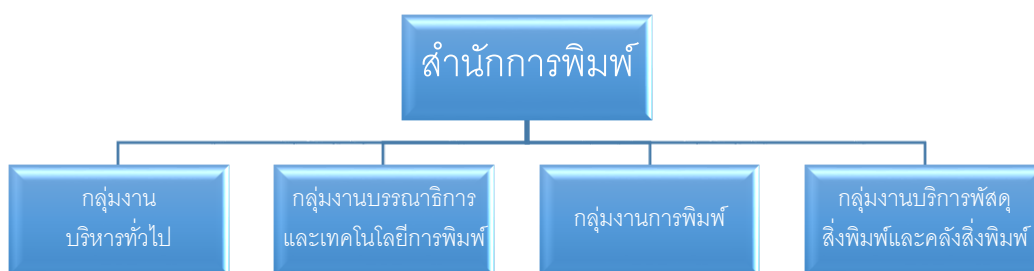 สำนักการพิมพ์
กลุ่มงาน
บริหารทั่วไป
กลุ่มงานบรรณาธิการ
และเทคโนโลยีการพิมพ์
กลุ่มงานการพิมพ์
กลุ่มงานบริการพัสดุ
สิ่งพิมพ์และคลังสิ่งพิมพ์